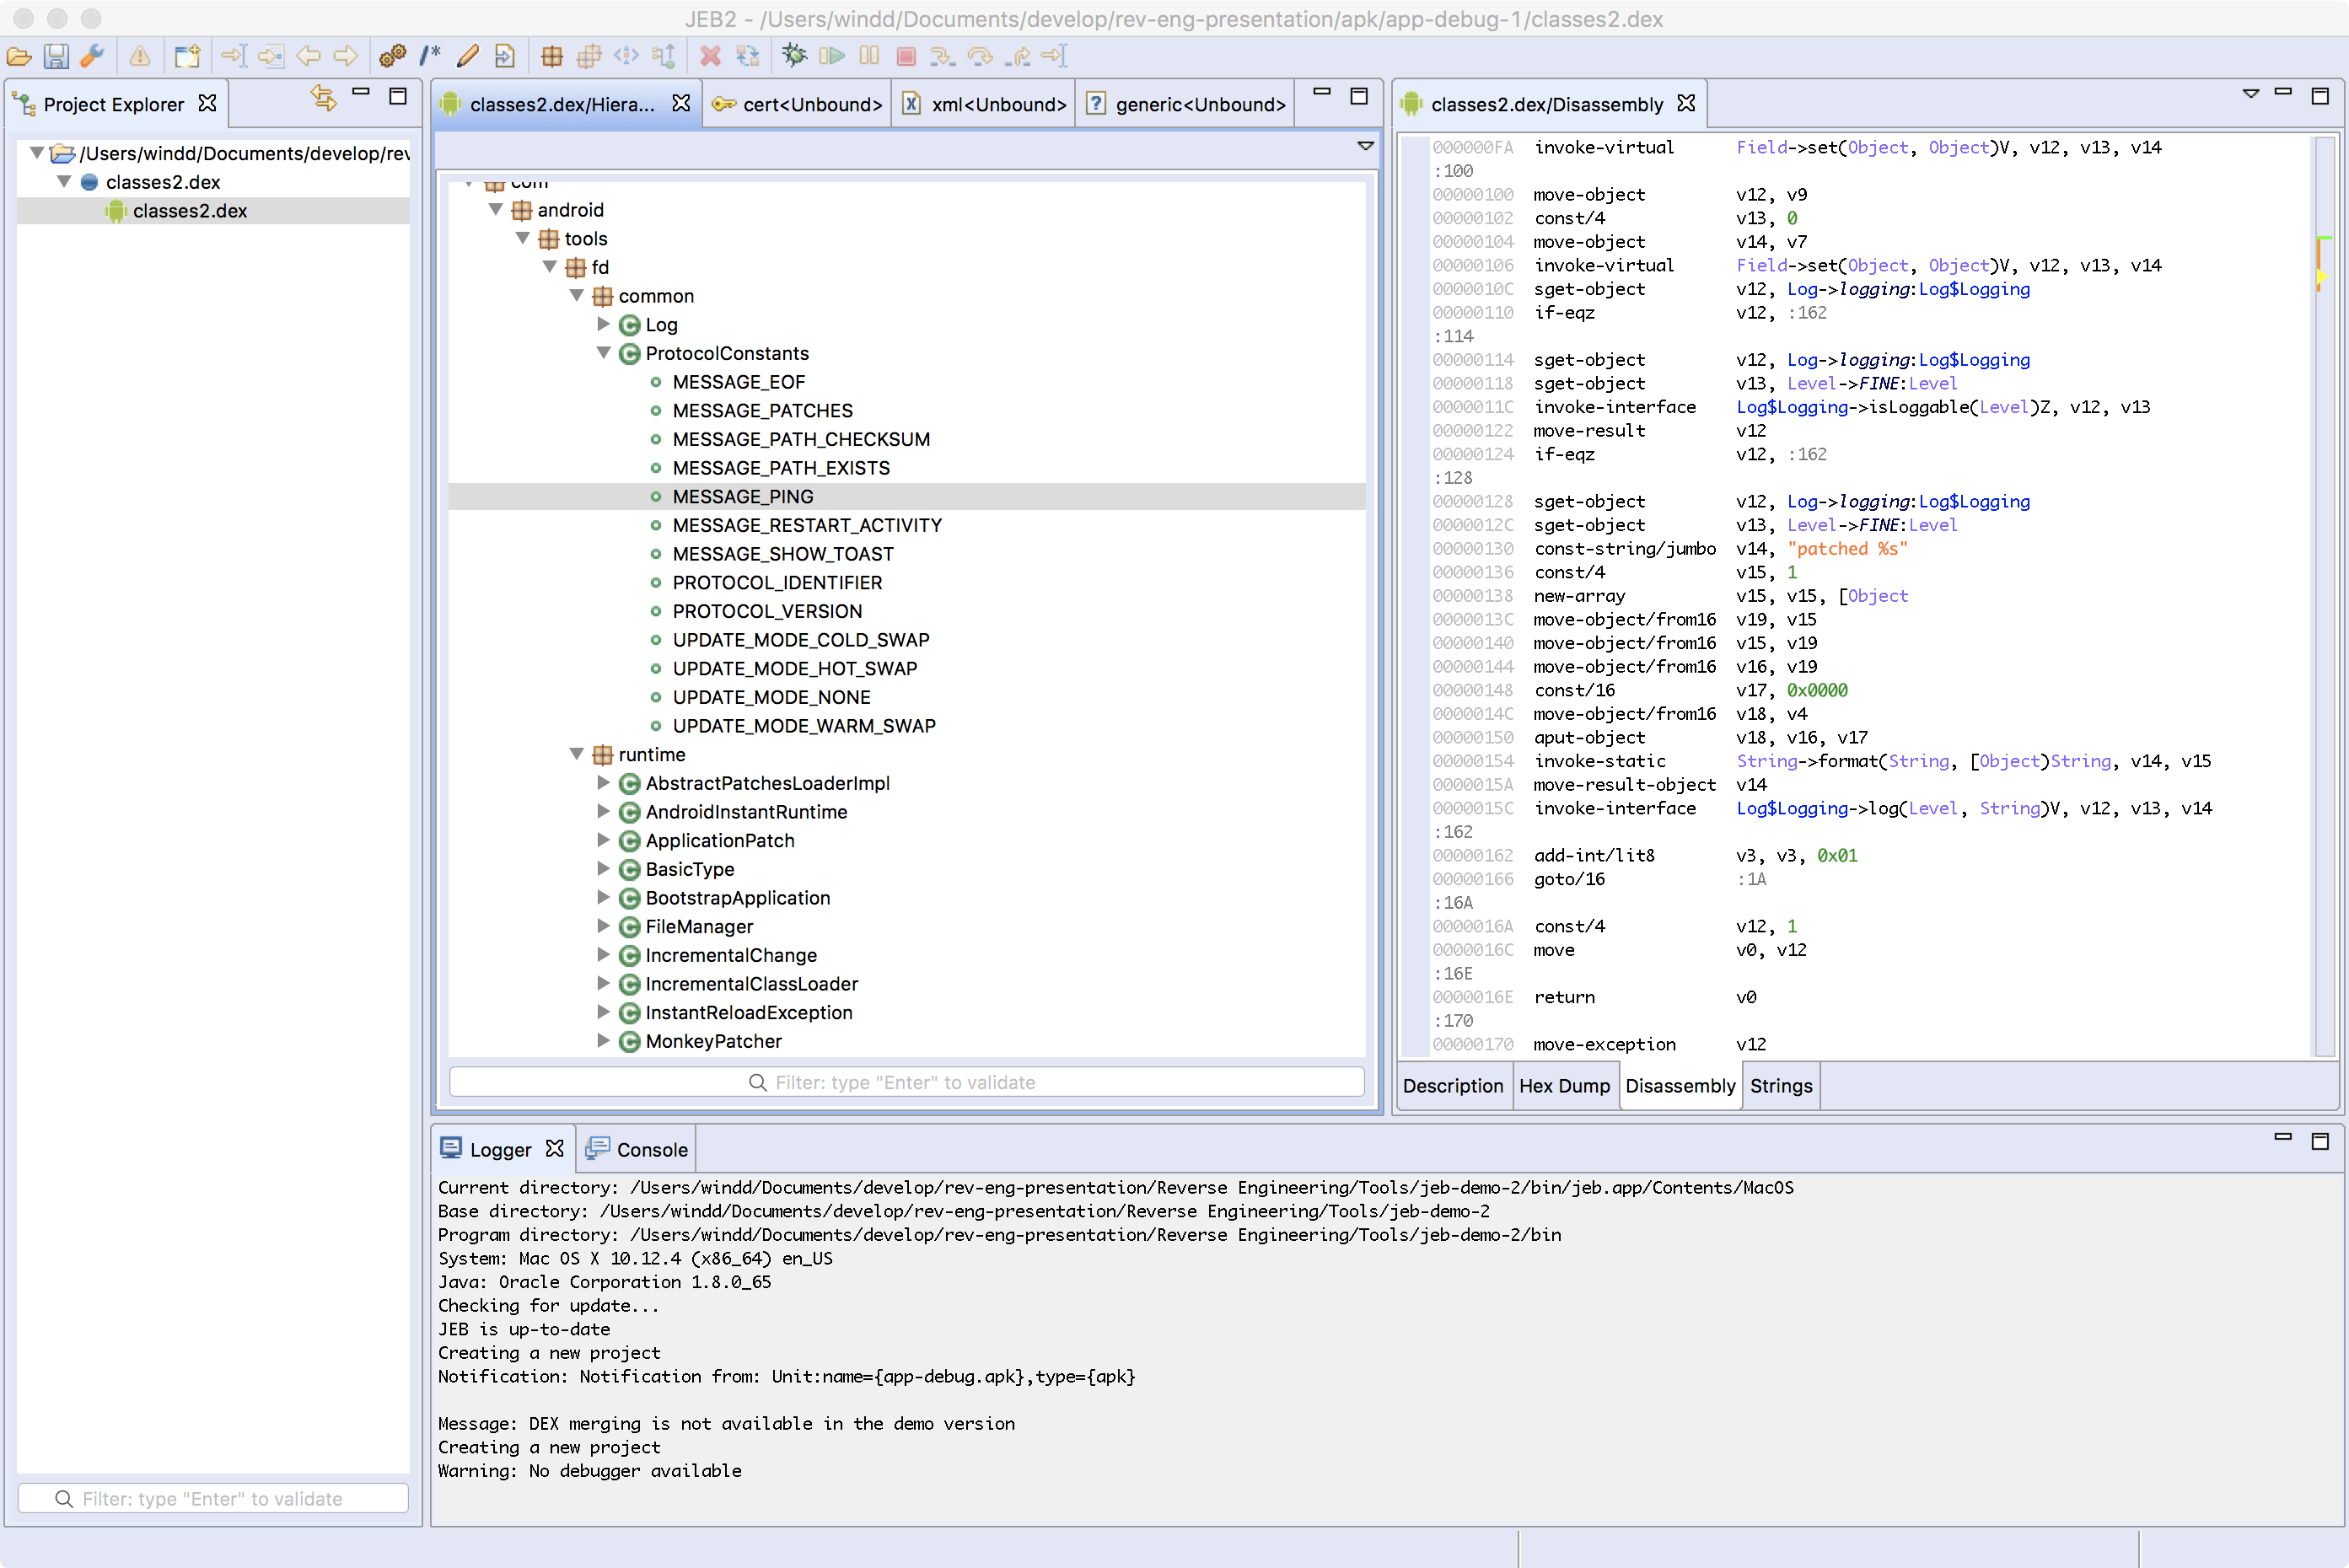 JEB2 - /Users/windd/Documents/develop/rev-eng-presentation/apk/app-debug-1/classes2.dex
Project Explorer
/Users/windd/Documents/develop/rev
classes2.dex
classes2.dex
Filter: type "Enter" to validate
classes2.dex/Hiera... cert<Unbound> xml<Unbound> generic<Unbound>
com
android
tools
fd
common
Log
ProtocolConstants
MESSAGE_EOF
MESSAGE_PATCHES
MESSAGE_PATH_CHECKSUM
MESSAGE_PATH_EXISTS
MESSAGE_PING
MESSAGE_RESTART_ACTIVITY
MESSAGE_SHOW_TOAST
PROTOCOL_IDENTIFIER
PROTOCOL_VERSION
UPDATE_MODE_COLD_SWAP
UPDATE_MODE_HOT_SWAP
UPDATE_MODE_NONE
UPDATE_MODE_WARM_SWAP
runtime
AbstractPatchesLoaderImpl
AndroidInstantRuntime
ApplicationPatch
BasicType
BootstrapApplication
FileManager
IncrementalChange
IncrementalClassLoader
InstantReloadException
MonkeyPatcher
Filter: type "Enter" to validate
classes2.dex/Disassembly
000000FA invoke-virtual Field->set(Object, Object)V, v12, v13, v14
:100
00000100 move-object v12, v9
00000102 const/4 v13, 0
00000104 move-object v14, v7
00000106 invoke-virtual Field->set(Object, Object)V, v12, v13, v14
0000010C sget-object v12, Log->logging:Log$Logging
00000110 if-eqz v12, :162
:114
00000114 sget-object v12, Log->logging:Log$Logging
00000118 sget-object v13, Level->FINE:Level
0000011C invoke-interface Log$Logging->isLoggable(Level)Z, v12, v13
00000122 move-result v12
00000124 if-eqz v12, :162
:128
00000128 sget-object v12, Log->logging:Log$Logging
0000012C sget-object v13, Level->FINE:Level
00000130 const-string/jumbo v14, "patched %s"
00000136 const/4 v15, 1
00000138 new-array v15, v15, [Object
0000013C move-object/from16 v19, v15
00000140 move-object/from16 v15, v19
00000144 move-object/from16 v16, v19
00000148 const/16 v17, 0x0000
0000014C move-object/from16 v18, v4
00000150 aput-object v18, v16, v17
00000154 invoke-static String->format(String, [Object)String, v14, v15
0000015A move-result-object v14
0000015C invoke-interface Log$Logging->log(Level, String)V, v12, v13, v14
:162
00000162 add-int/lit8 v3, v3, 0x01
00000166 goto/16 :1A
:16A
0000016A const/4 v12, 1
0000016C move v0, v12
:16E
0000016E return v0
:170
00000170 move-exception v12
Description Hex Dump Disassembly Strings
Logger Console
Current directory: /Users/windd/Documents/develop/rev-eng-presentation/Reverse Engineering/Tools/jeb-demo-2/bin/jeb.app/Contents/MacOS
Base directory: /Users/windd/Documents/develop/rev-eng-presentation/Reverse Engineering/Tools/jeb-demo-2
Program directory: /Users/windd/Documents/develop/rev-eng-presentation/Reverse Engineering/Tools/jeb-demo-2/bin
System: Mac OS X 10.12.4 (x86_64) en_US
Java: Oracle Corporation 1.8.0_65
Checking for update...
JEB is up-to-date
Creating a new project
Notification: Notification from: Unit:name={app-debug.apk},type={apk}
Message: DEX merging is not available in the demo version
Creating a new project
Warning: No debugger available